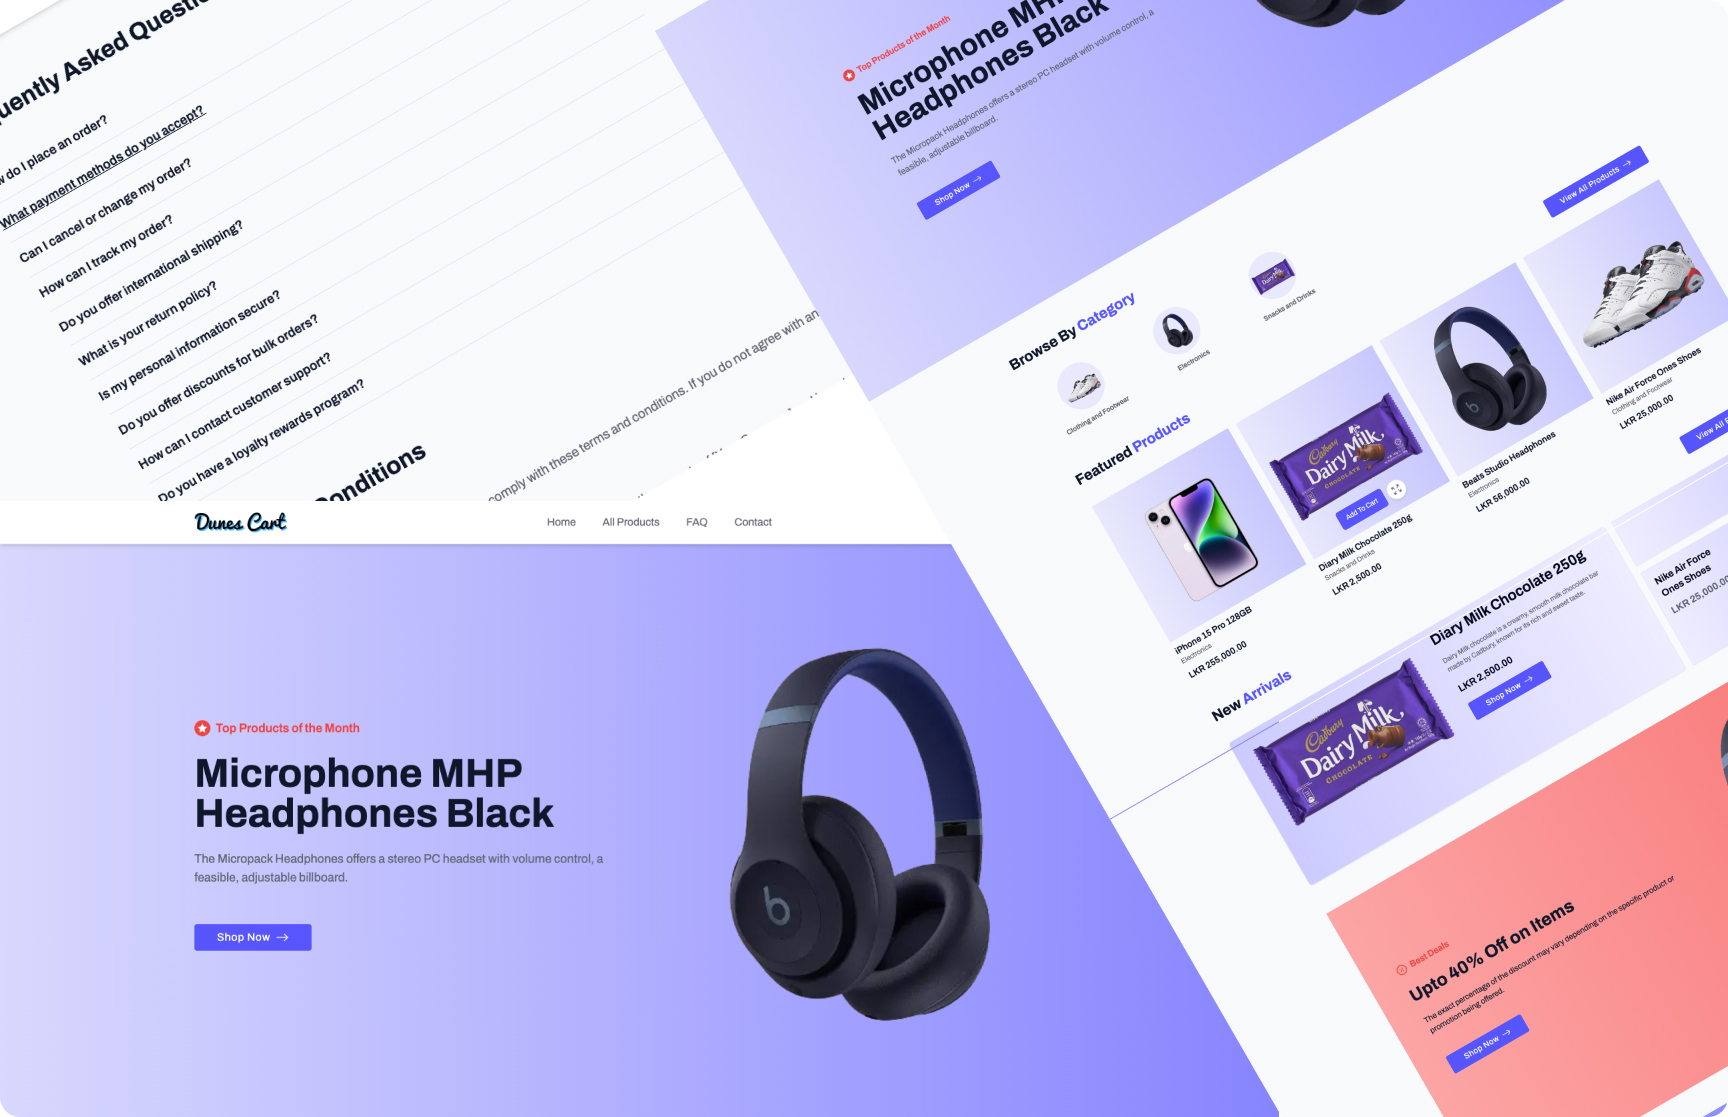 uently Asked Questio
w do I place an order?
What payment methods do you accept?
Can I cancel or change my order?
How can I track my order?
Do you offer international shipping?
What is your return policy?
Is my personal information secure?
Do you offer discounts for bulk orders?
How can I contact customer support?
Do you have a loyalty rewards program?
onditions
comply with these terms and conditions. If you do not agree with an
Dunes Cart
Home
All Products
FAQ
Contact
Top Products of the Month
Microphone MHP
Headphones Black
The Micropack Headphones offers a stereo PC headset with volume control, a
feasible, adjustable billboard.
Shop Now
b
Top Products of the Month
Microphone MH
Headphones Black
The Micropack Headphones offers a stereo PC headset with volume control, a
feasible, adjustable billboard.
Shop Now
Browse By Category
Clothing and Footwear
Electronics
Dairy Milk
Snacks and Drinks
Featured Products
View All Products
iPhone 15 Pro 128GB
Electronics
LKR 255,000.00
Cadbury
Dairy Milk
CHOCOLATE
Add To Cart
Diary Milk Chocolate 250g
Snacks and Drinks
LKR 2,500.00
b
Beats Studio Headphones
Electronics
LKR 56,000.00
Nike Air Force Ones Shoes
Clothing and Footwear
LKR 25,000.00
New Arrivals
View All
Cadbury
Dairy Milk
CHOCOLATE
Diary Milk Chocolate 250g
Dairy Milk chocolate is a creamy, smooth milk chocolate bar
made by Cadbury, known for its rich and sweet taste.
LKR 2,500.00
Shop Now
Nike Air Force
Ones Shoes
LKR 25,000.00
Best Deals
Upto 40% Off on Items
The exact percentage of the discount may vary depending on the specific product or
promotion being offered.
Shop Now